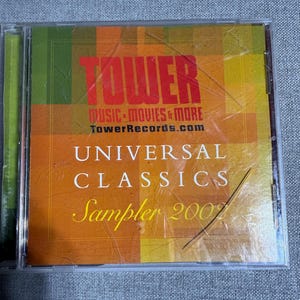 TOWER
MUSIC • MOVIES & MORE
TowerRecords.com
UNIVERSAL
CLASSICS
Sampler 2002